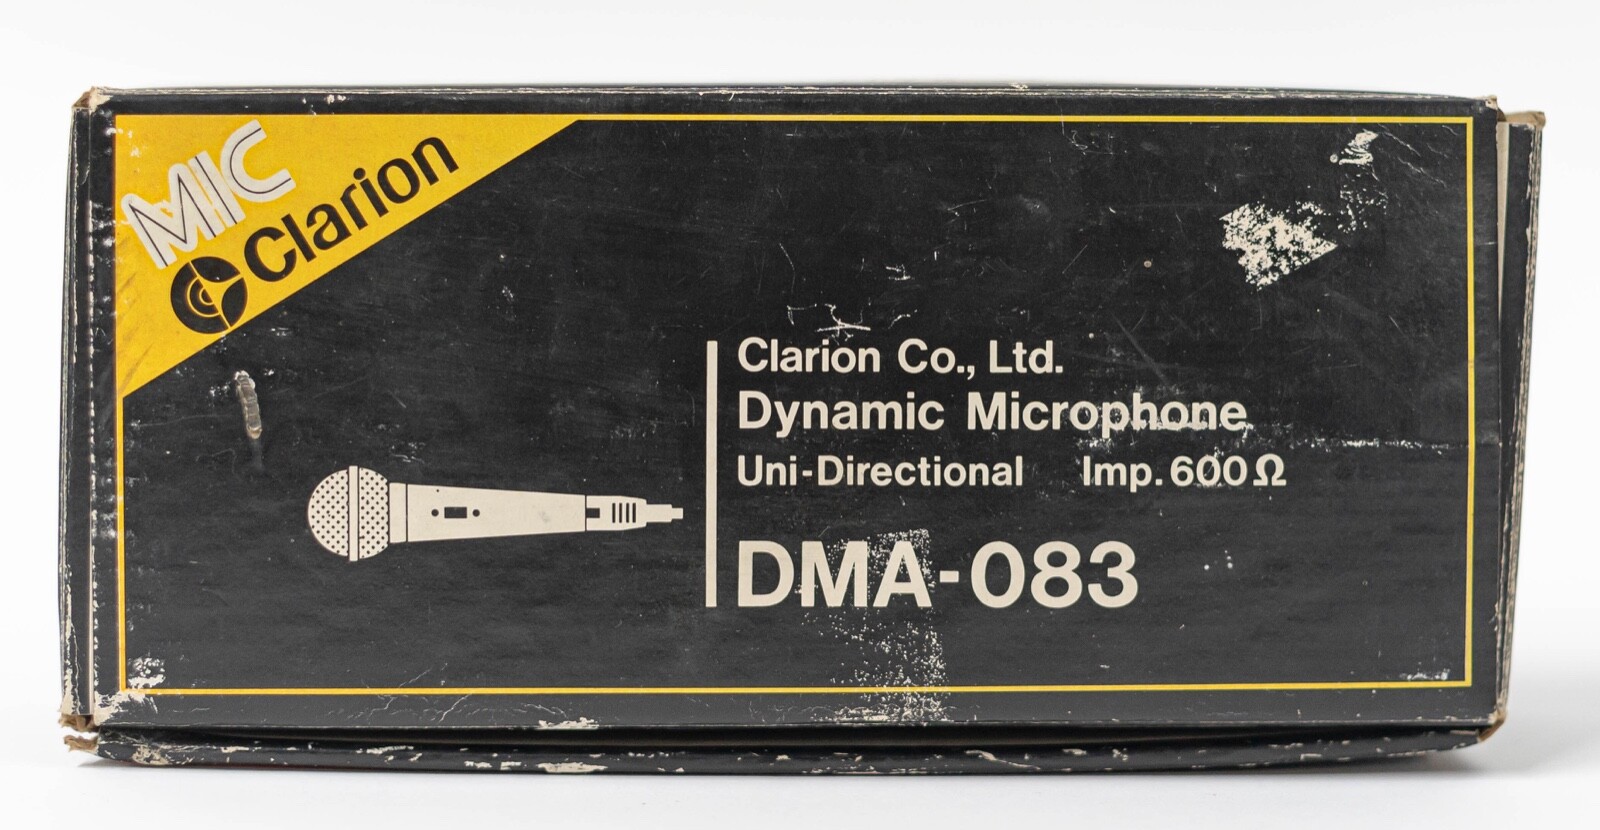 MIC
Clarion
Clarion Co., Ltd.
Dynamic Microphone
Uni-Directional Imp. 600Ω
DMA-083